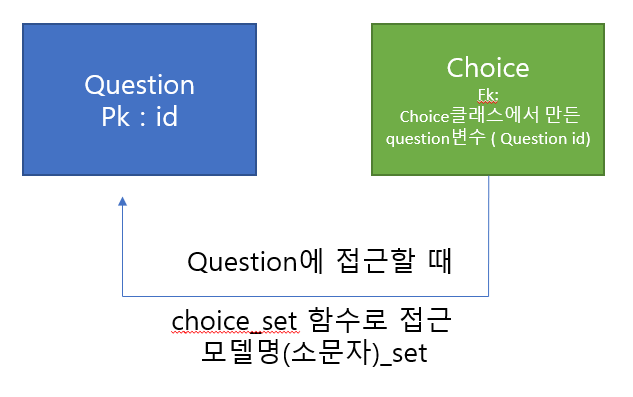 Question
Pk : id
Choice
Fk:
Choice클래스에서 만든
question변수 ( Question id)
Question에 접근할 때
choice_set 함수로 접근
모델명(소문자)_set